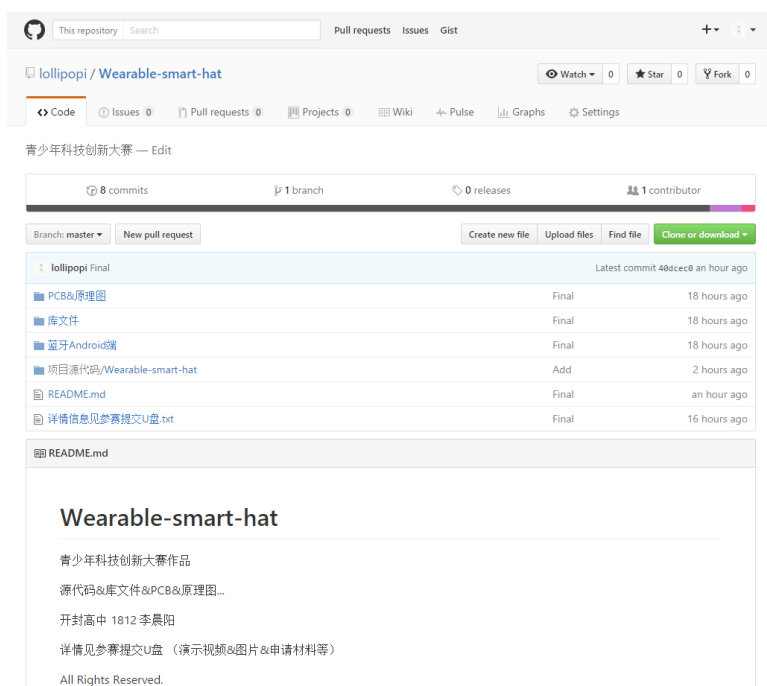 This repository Search Pull requests Issues Gist
lollipopi / Wearable-smart-hat Watch 0 Star 0 Fork 0
Code Issues 0 Pull requests 0 Projects 0 Wiki Pulse Graphs Settings
青少年科技创新大赛 — Edit
8 commits 1 branch 0 releases 1 contributor
Branch: master New pull request Create new file Upload files Find file Clone or download
lollipopi Final Latest commit 40dcec0 an hour ago
PCB&原理图 Final 18 hours ago
库文件 Final 18 hours ago
蓝牙Android端 Final 18 hours ago
项目源代码/Wearable-smart-hat Add 2 hours ago
README.md Final an hour ago
详情信息见参赛提交U盘.txt Final 16 hours ago
README.md
Wearable-smart-hat
青少年科技创新大赛作品
源代码&库文件&PCB&原理图...
开封高中 1812 李晨阳
详情见参赛提交U盘 （演示视频&图片&申请材料等）
All Rights Reserved.